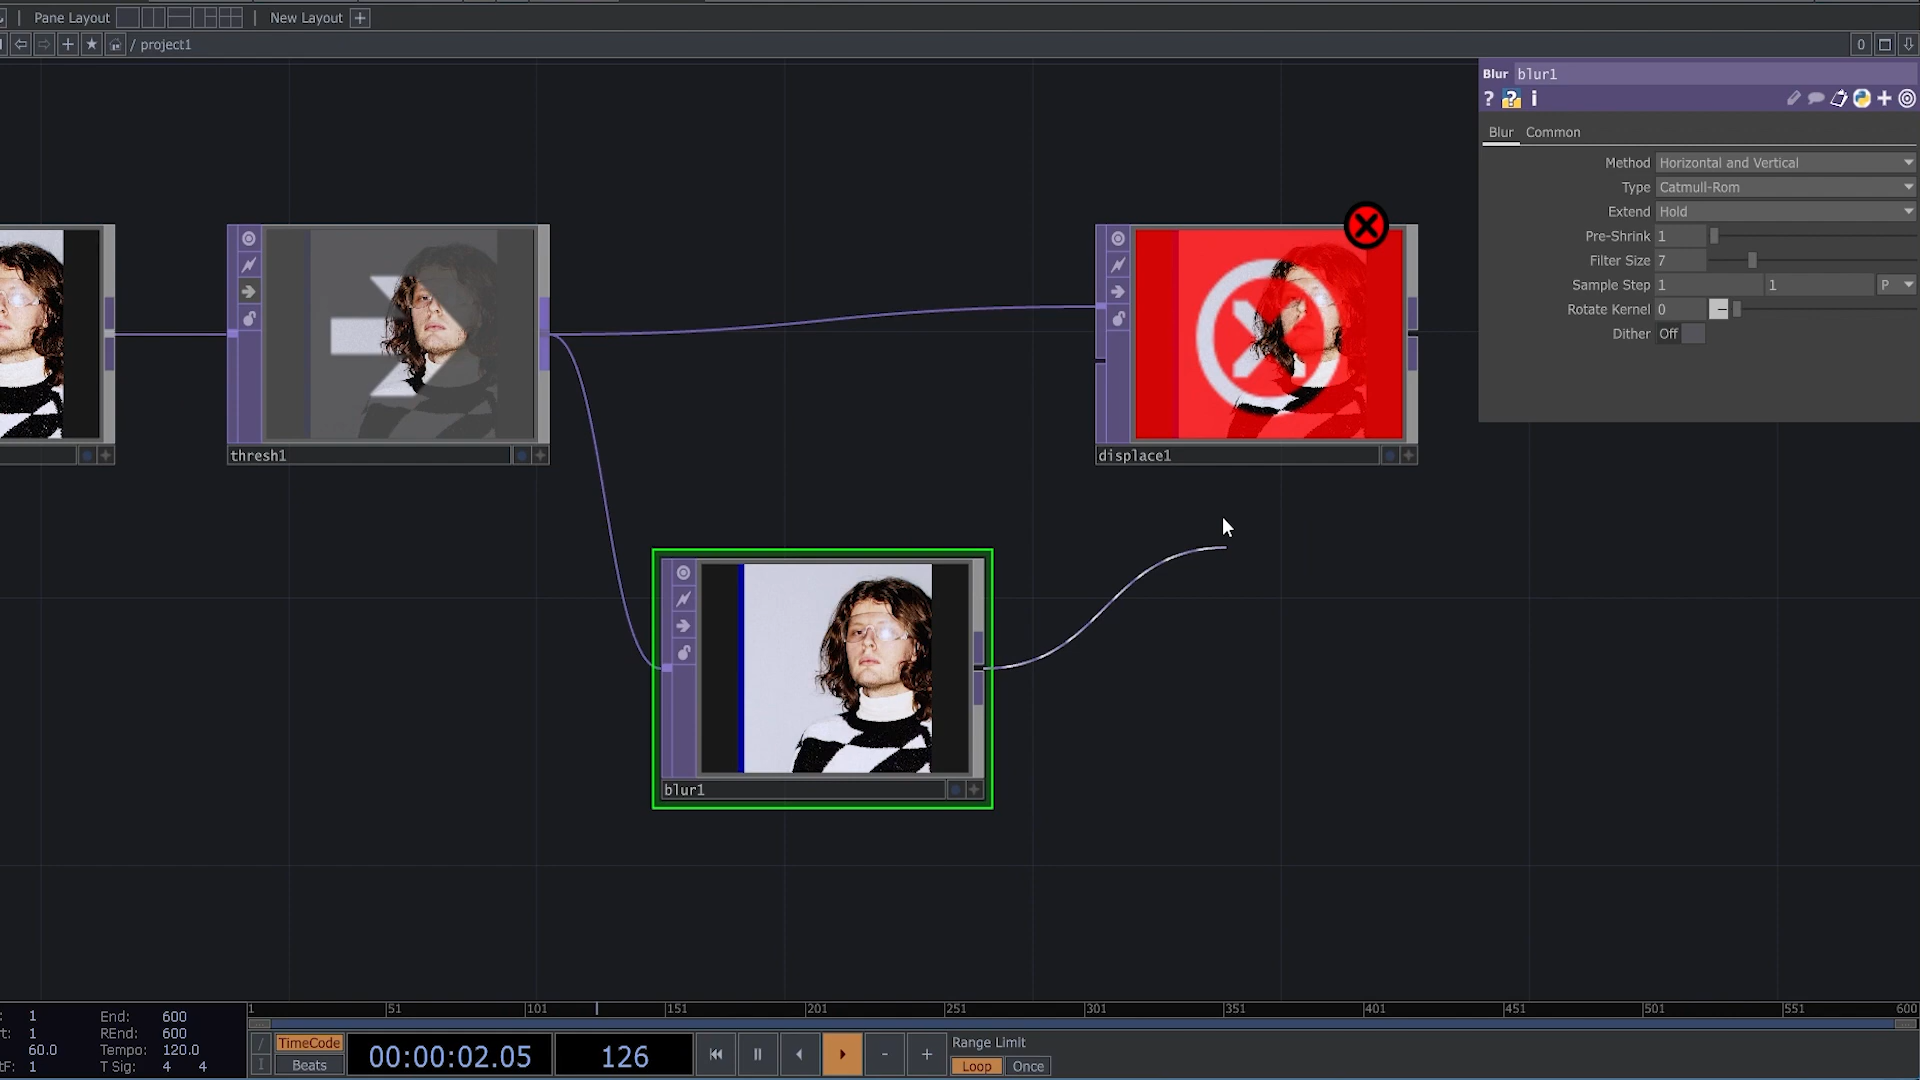 Pane Layout
New Layout +
/ project1
0
Blur blur1
? ? i
Blur Common
Method Horizontal and Vertical
Type Catmull-Rom
Extend Hold
Pre-Shrink 1
Filter Size 7
Sample Step 1 1 P
Rotate Kernel 0
Dither Off
thresh1
displace1
blur1
1 51 101 151 201 251 301 351 401 451 501 551 600
1 End: 600
1 REnd: 600
60.0 Tempo: 120.0
1 T Sig: 4 4
TimeCode
Beats
00:00:02.05
126
- +
Range Limit
Loop Once